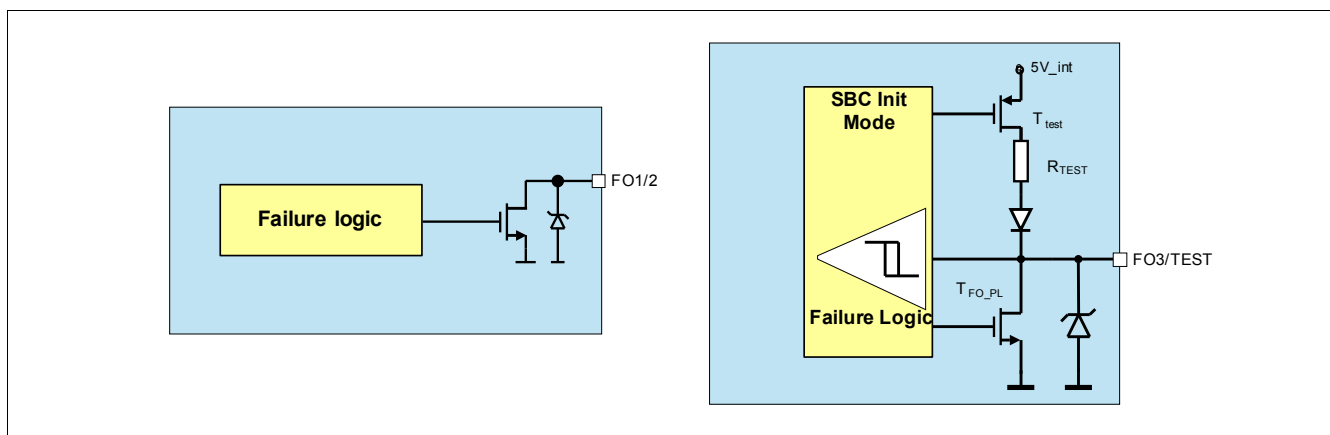 Failure logic
FO1/2
SBC Init
Mode
5V_int
Ttest
RTEST
FO3/TEST
TFO_PL
Failure Logic